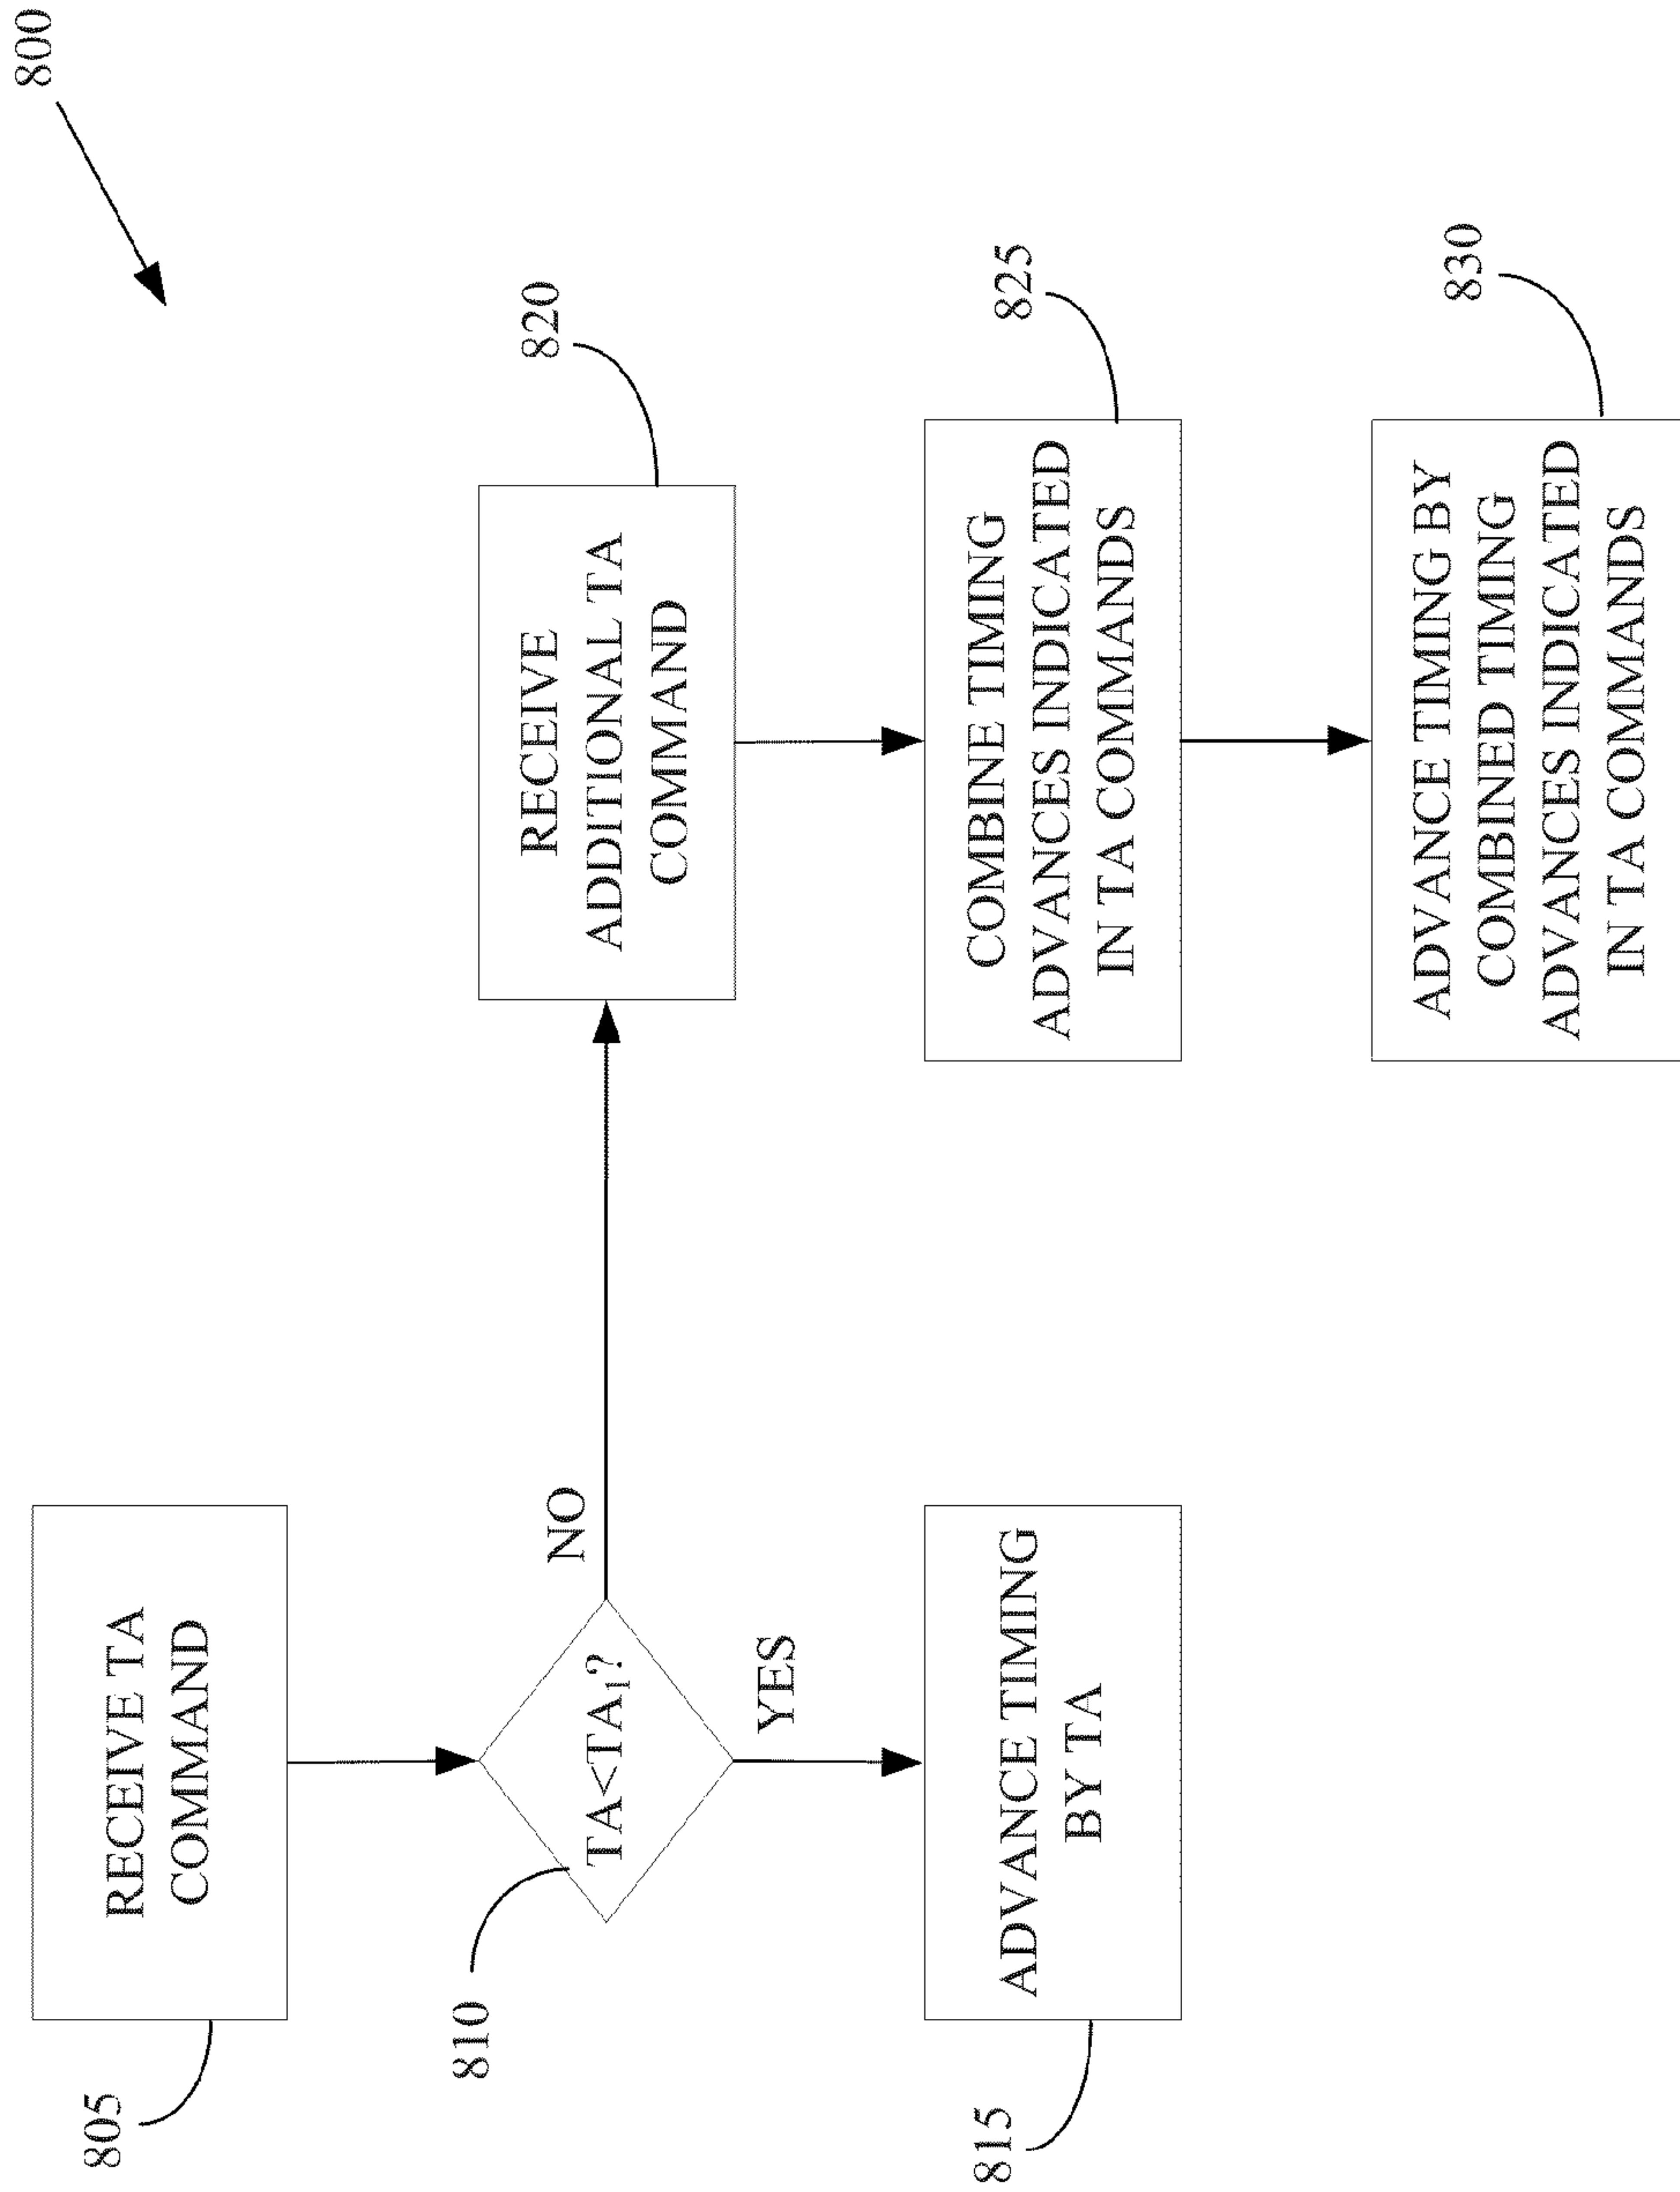 800
805
RECEIVE TA
COMMAND
810
TA<TA₁?
NO
YES
815
ADVANCE TIMING
BY TA
820
RECEIVE
ADDITIONAL TA
COMMAND
825
COMBINE TIMING
ADVANCES INDICATED
IN TA COMMANDS
830
ADVANCE TIMING BY
COMBINED TIMING
ADVANCES INDICATED
IN TA COMMANDS